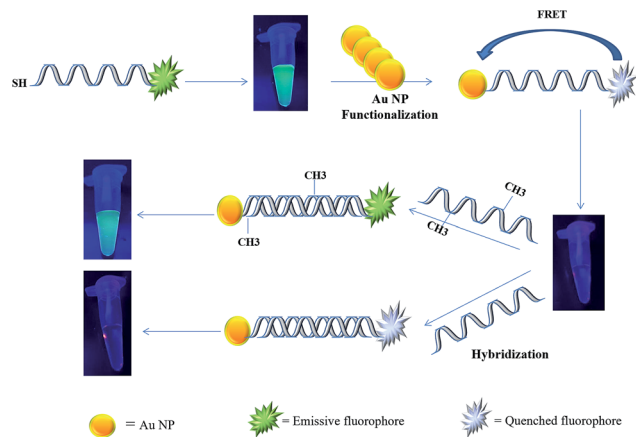 FRET
SH
Au NP
Functionalization
CH3
CH3
CH3
CH3
Hybridization
= Au NP
= Emissive fluorophore
= Quenched fluorophore